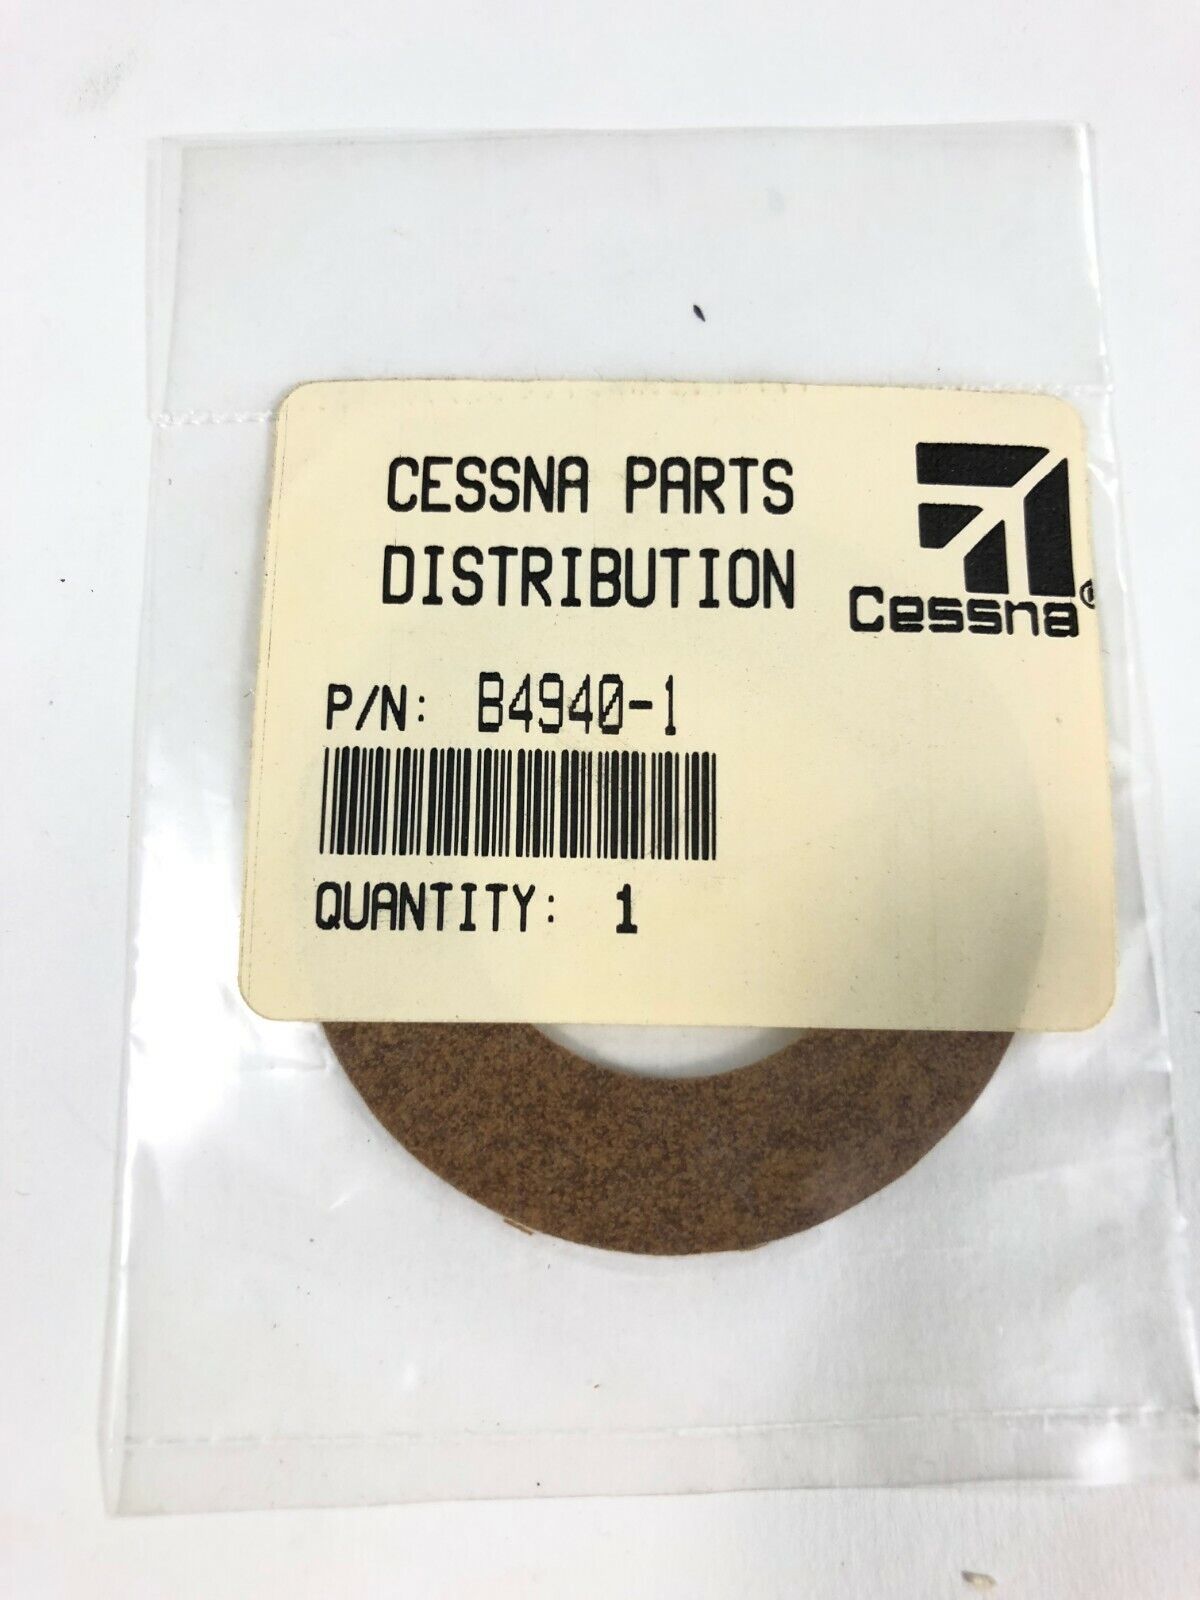 CESSNA PARTS
DISTRIBUTION
Cessna®
P/N: B4940-1
QUANTITY: 1